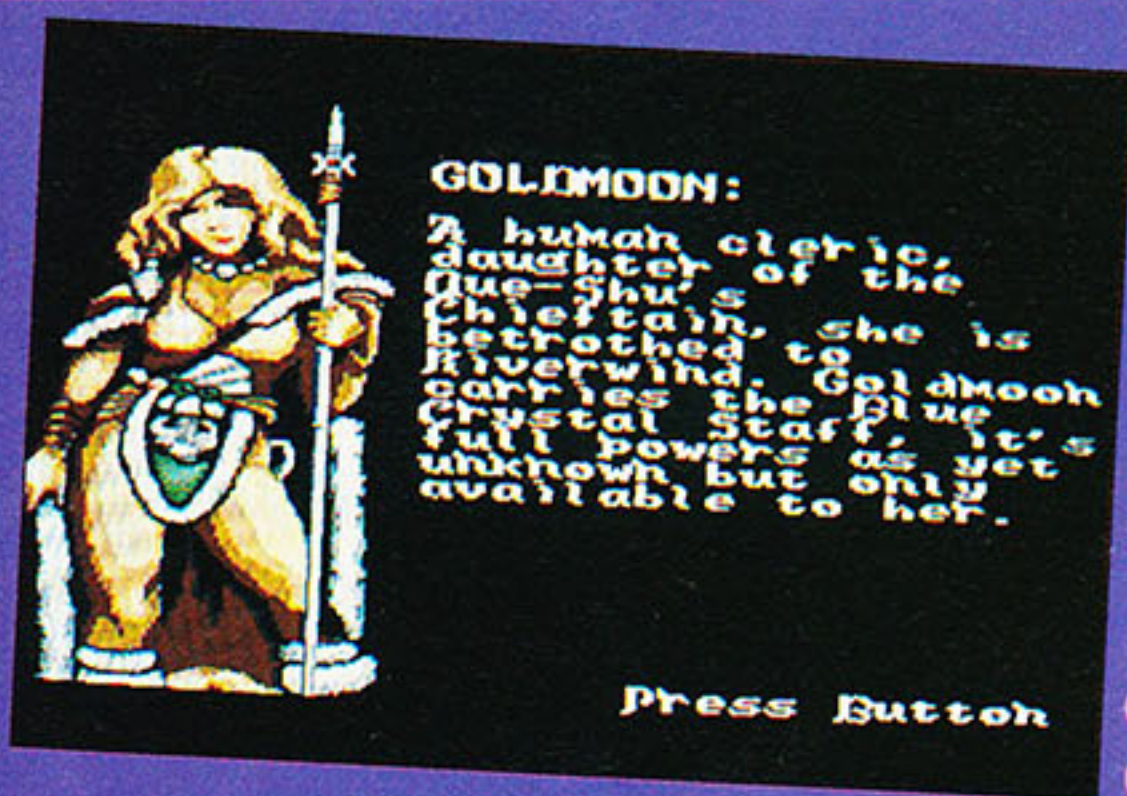 GOLDMOON:
A human cleric,
daughter of the
Que-Shu's
Chieftain, she is
betrothed to
Riverwind. Goldmoon
carries the Blue
Crystal Staff, it's
full powers as yet
unknown but only
available to her.
Press Button